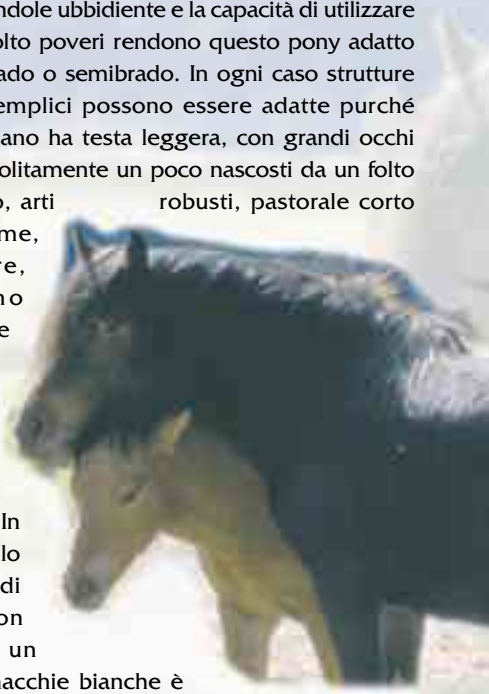 ndole ubbidiente e la capacità di utilizzare
olto poveri rendono questo pony adatto
ado o semibrado. In ogni caso strutture
emplici possono essere adatte purché
ano ha testa leggera, con grandi occhi
olitamente un poco nascosti da un folto
o, arti robusti, pastorale corto
me,
re,
no
e
In
lo
di
on
un
nacchie bianche è